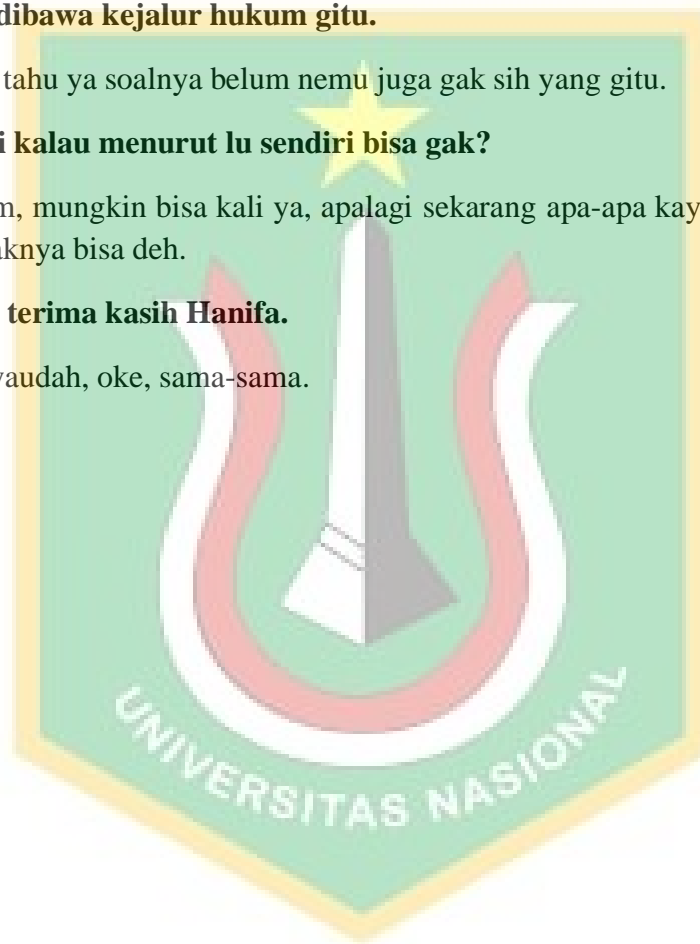 dibawa kejalur hukum gitu.
tahu ya soalnya belum nemu juga gak sih yang gitu.
i kalau menurut lu sendiri bisa gak?
m, mungkin bisa kali ya, apalagi sekarang apa-apa kay
aknya bisa deh.
terima kasih Hanifa.
yaudah, oke, sama-sama.
UNIVERSITAS NASIONAL